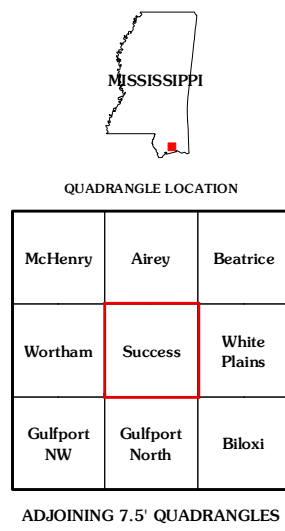 MISSISSIPPI
QUADRANGLE LOCATION
McHenry
Airey
Beatrice
Wortham
Success
White
Plains
Gulfport
NW
Gulfport
North
Biloxi
ADJOINING 7.5' QUADRANGLES